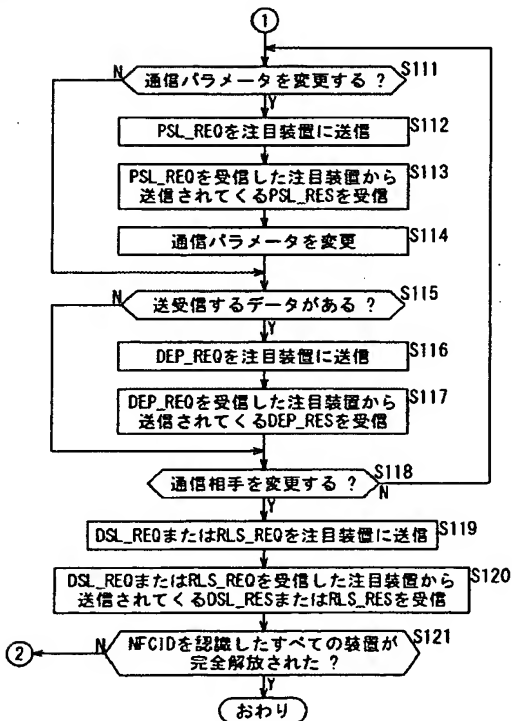 1
N
通信パラメータを変更する ?
S111
Y
PSL_REQを注目装置に送信
S112
PSL_REQを受信した注目装置から
送信されてくるPSL_RESを受信
S113
通信パラメータを変更
S114
N
送受信するデータがある ?
S115
Y
DEP_REQを注目装置に送信
S116
DEP_REQを受信した注目装置から
送信されてくるDEP_RESを受信
S117
通信相手を変更する ?
S118
N
Y
DSL_REQまたはRLS_REQを注目装置に送信
S119
DSL_REQまたはRLS_REQを受信した注目装置から
送信されてくるDSL_RESまたはRLS_RESを受信
S120
2
N
NFCIDを認識したすべての装置が
完全解放された ?
S121
Y
おわり